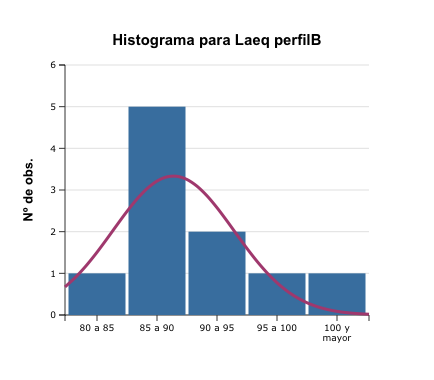 Histograma para Laeq perfilB
Nº de obs.
6
5
4
3
2
1
0
80 a 85
85 a 90
90 a 95
95 a 100
100 y
mayor